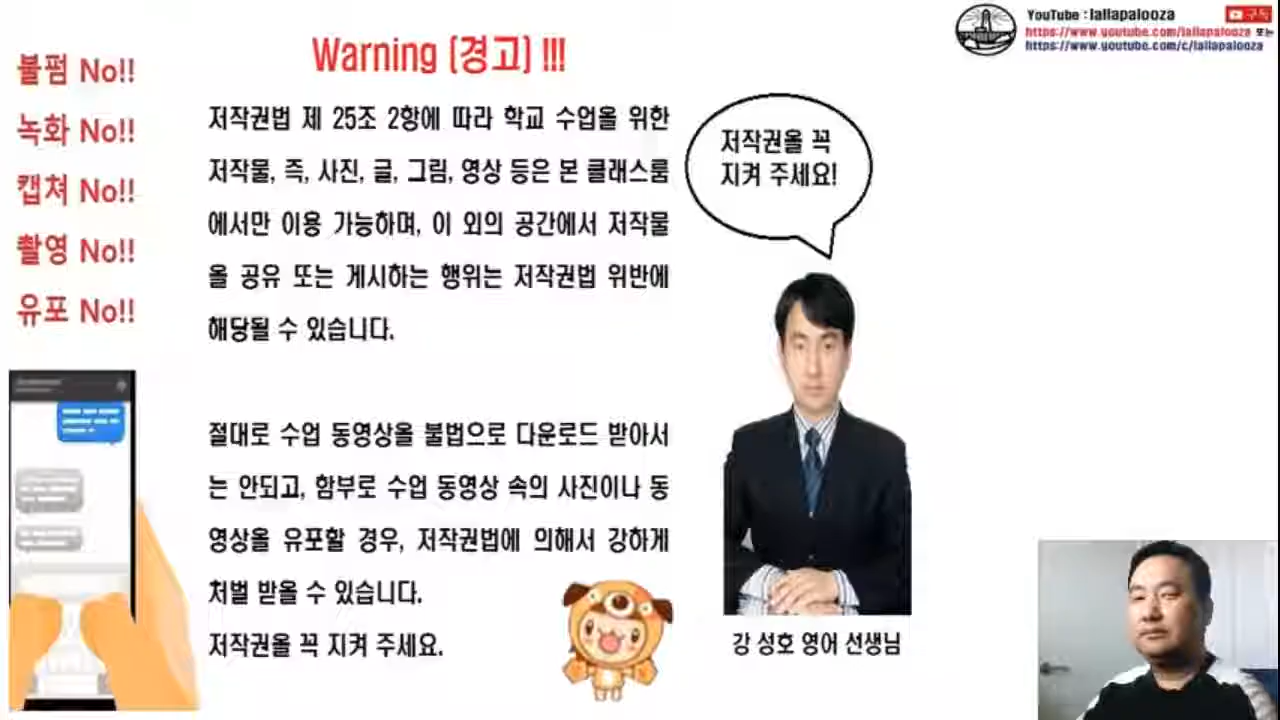 YouTube : lallapalooza
구독
https://www.youtube.com/lallapalooza 또는
https://www.youtube.com/c/lallapalooza
Warning (경고) !!!
불펌 No!!
녹화 No!!
캡쳐 No!!
촬영 No!!
유포 No!!
저작권법 제 25조 2항에 따라 학교 수업을 위한
저작물, 즉, 사진, 글, 그림, 영상 등은 본 클래스룸
에서만 이용 가능하며, 이 외의 공간에서 저작물
을 공유 또는 게시하는 행위는 저작권법 위반에
해당될 수 있습니다.
절대로 수업 동영상을 불법으로 다운로드 받아서
는 안되고, 함부로 수업 동영상 속의 사진이나 동
영상을 유포할 경우, 저작권법에 의해서 강하게
처벌 받을 수 있습니다.
저작권을 꼭 지켜 주세요.
저작권을 꼭
지켜 주세요!
강 성호 영어 선생님